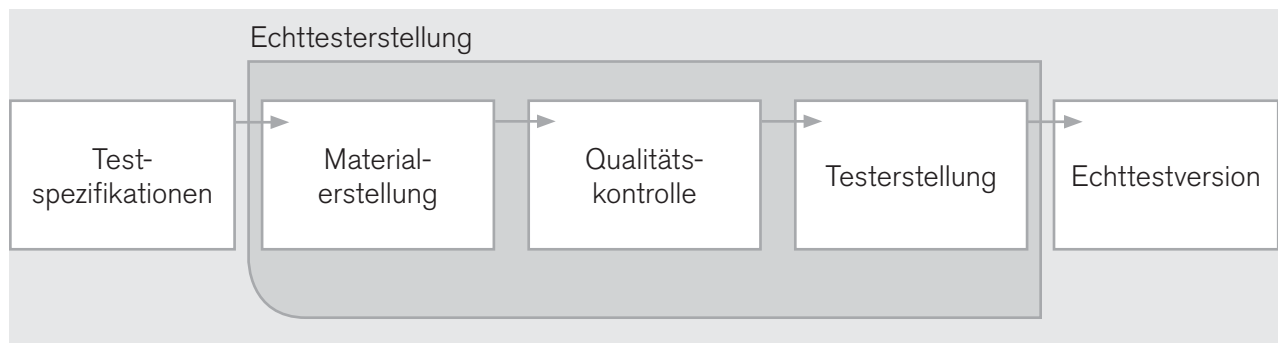 Echttesterstellung
Test-
spezifikationen
Material-
erstellung
Qualitäts-
kontrolle
Testerstellung
Echttestversion